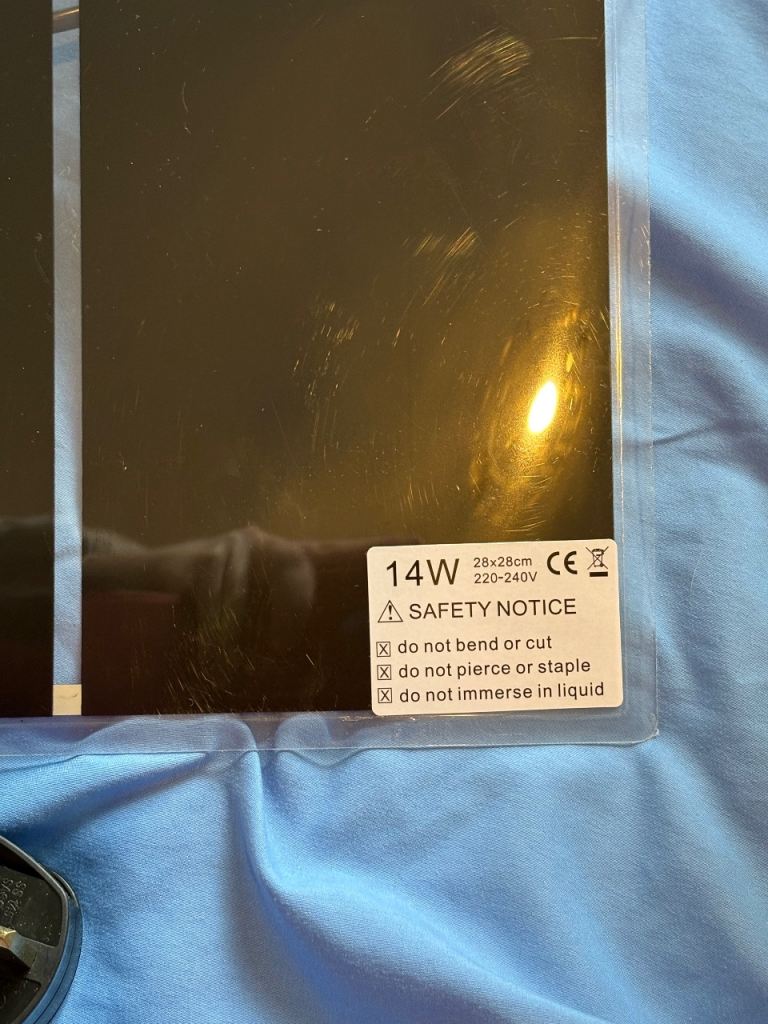 14W 28x28cm
220-240V CE
SAFETY NOTICE
do not bend or cut
do not pierce or staple
do not immerse in liquid